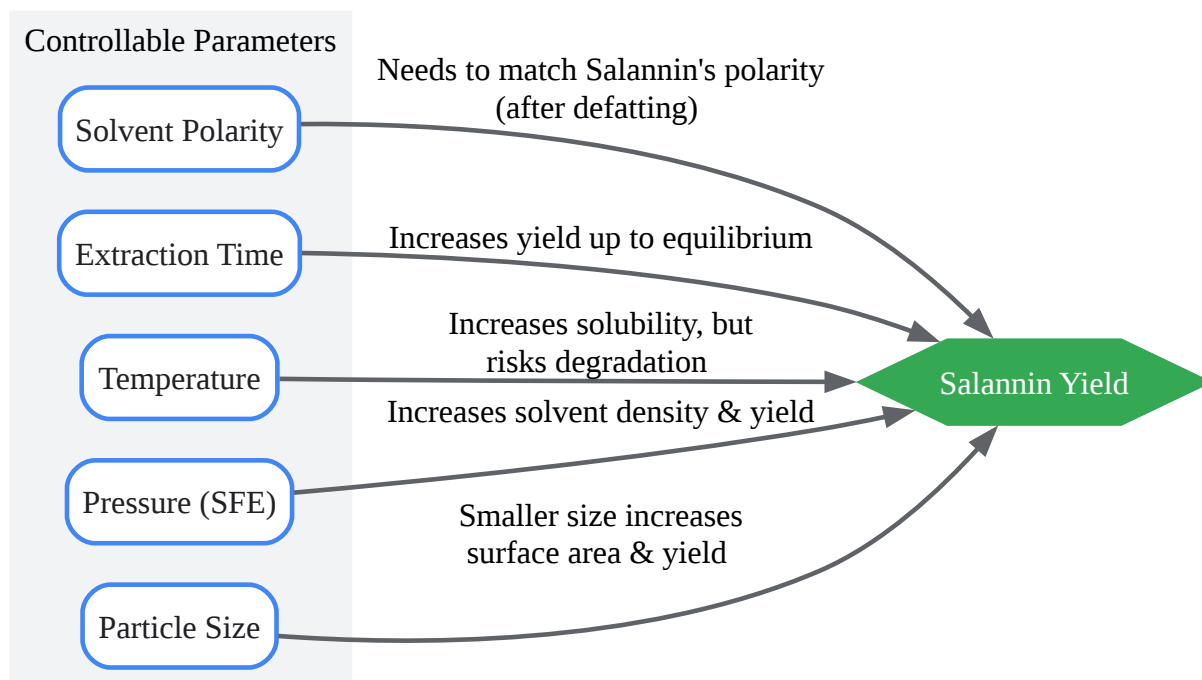 Controllable Parameters
Solvent Polarity
Needs to match Salannin's polarity
(after defatting)
Extraction Time
Increases yield up to equilibrium
Temperature
Increases solubility, but
risks degradation
Salannin Yield
Pressure (SFE)
Increases solvent density & yield
Particle Size
Smaller size increases
surface area & yield